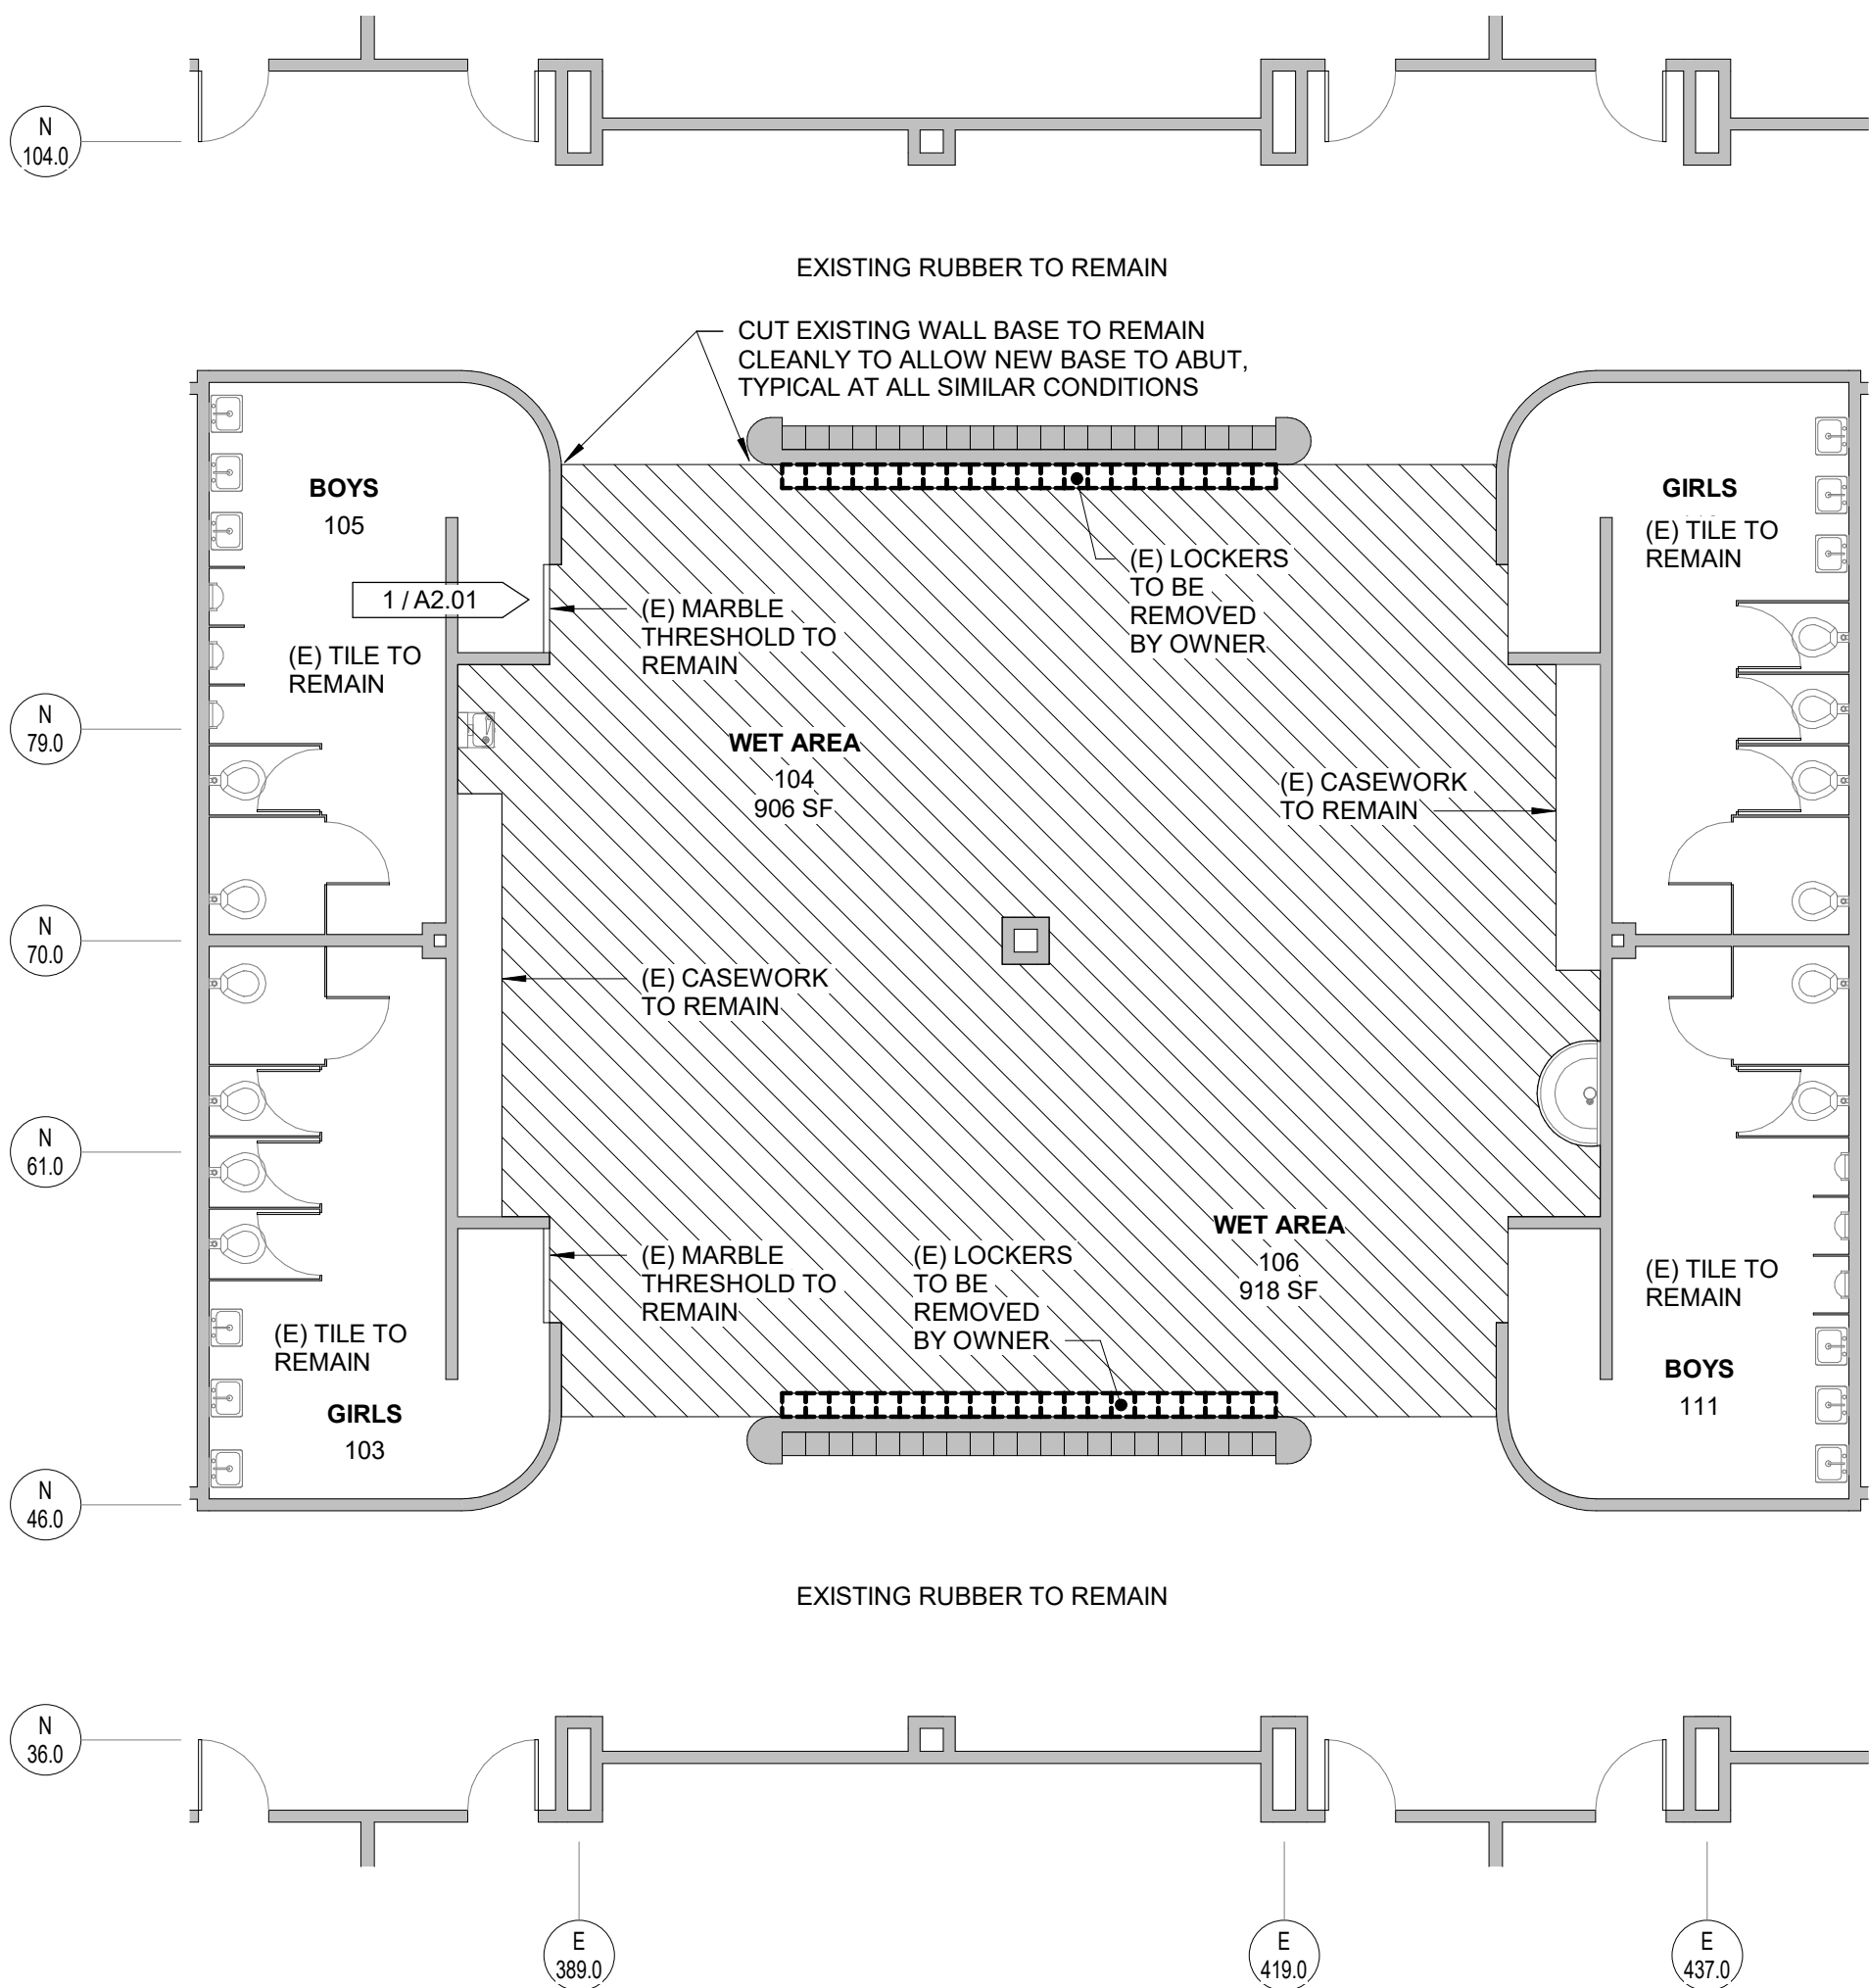 N
104.0
EXISTING RUBBER TO REMAIN
CUT EXISTING WALL BASE TO REMAIN
CLEANLY TO ALLOW NEW BASE TO ABUT,
TYPICAL AT ALL SIMILAR CONDITIONS
BOYS
105
1 / A2.01
(E) TILE TO
REMAIN
(E) MARBLE
THRESHOLD TO
REMAIN
(E) LOCKERS
TO BE
REMOVED
BY OWNER
GIRLS
(E) TILE TO
REMAIN
N
79.0
WET AREA
104
906 SF
(E) CASEWORK
TO REMAIN
N
70.0
(E) CASEWORK
TO REMAIN
N
61.0
WET AREA
106
918 SF
(E) MARBLE
THRESHOLD TO
REMAIN
(E) LOCKERS
TO BE
REMOVED
BY OWNER
(E) TILE TO
REMAIN
(E) TILE TO
REMAIN
GIRLS
103
BOYS
111
N
46.0
EXISTING RUBBER TO REMAIN
N
36.0
E
389.0
E
419.0
E
437.0